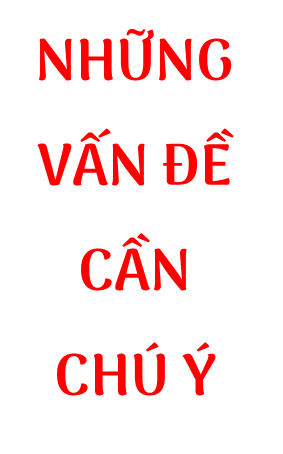 NHỮNG
VẤN ĐỀ
CẦN
CHÚ Ý